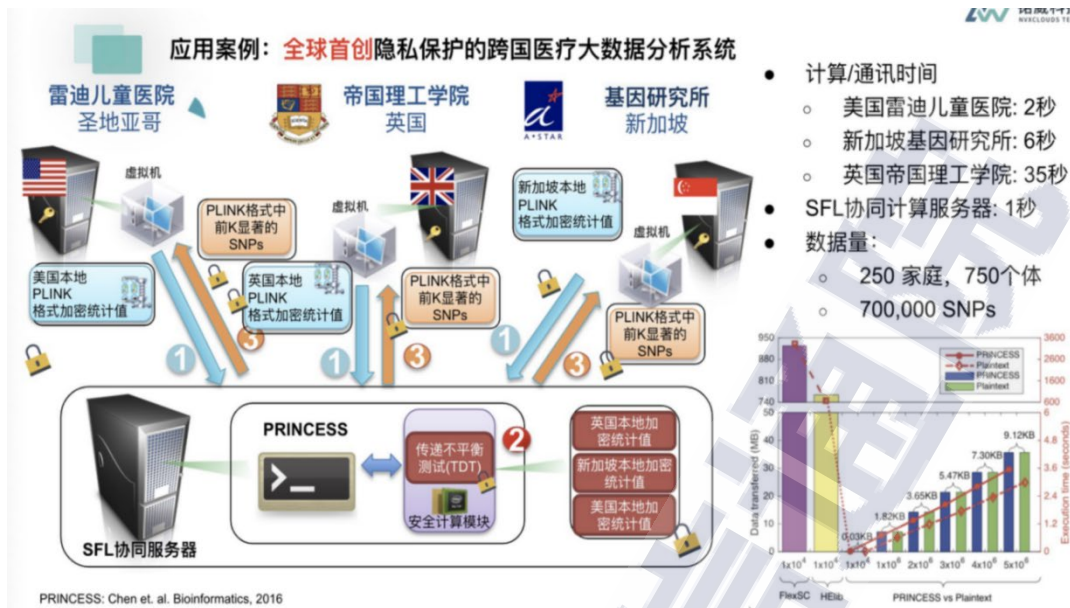 NVXCLOUDS TE
应用案例：全球首创隐私保护的跨国医疗大数据分析系统
雷迪儿童医院
圣地亚哥
帝国理工学院
英国
A*STAR
基因研究所
新加坡
虚拟机
PLINK格式中
前K显著的
SNPs
美国本地
PLINK
格式加密统计值
虚拟机
英国本地
PLINK
格式加密统计值
PLINK格式中
前K显著的
SNPs
新加坡本地
PLINK
格式加密统计值
虚拟机
PLINK格式中
前K显著的
SNPs
1
3
1
3
1
3
PRINCESS
传递不平衡
测试(TDT)
2
安全计算模块
英国本地加
密统计值
新加坡本地加密
统计值
美国本地加
密统计值
SFL协同服务器
PRINCESS: Chen et. al. Bioinformatics, 2016
● 计算/通讯时间
○ 美国雷迪儿童医院: 2秒
○ 新加坡基因研究所: 6秒
○ 英国帝国理工学院: 35秒
● SFL协同计算服务器: 1秒
● 数据量：
○ 250 家庭，750个体
○ 700,000 SNPs
950
880
810
740
50
40
30
20
10
0
Data transferred (MB)
3600
2600
1600
600
6
4.8
3.6
2.4
1.2
0
Execution time (seconds)
PRINCESS
Plaintext
PRINCESS
Plaintext
0.03KB
1.82KB
3.65KB
5.47KB
7.30KB
9.12KB
1x10⁴
1x10⁴
1x10⁴
1x10⁶
2x10⁶
3x10⁶
4x10⁶
5x10⁶
FlexSC
HElib
PRINCESS vs Plaintext